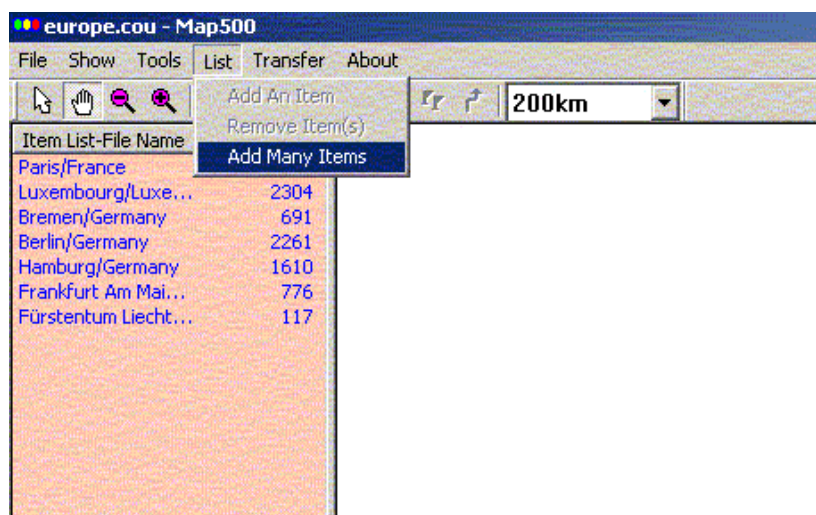 europe.cou - Map500
File Show Tools List Transfer About
Add An Item
200km
Remove Item(s)
Item List-File Name
Add Many Items
Paris/France
Luxembourg/Luxe... 2304
Bremen/Germany 691
Berlin/Germany 2261
Hamburg/Germany 1610
Frankfurt Am Mai... 776
Fürstentum Liecht... 117